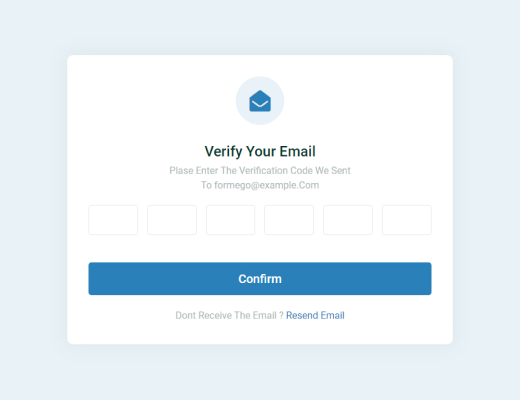 Verify Your Email
Plase Enter The Verification Code We Sent
To formego@example.Com
Confirm
Dont Receive The Email ? Resend Email